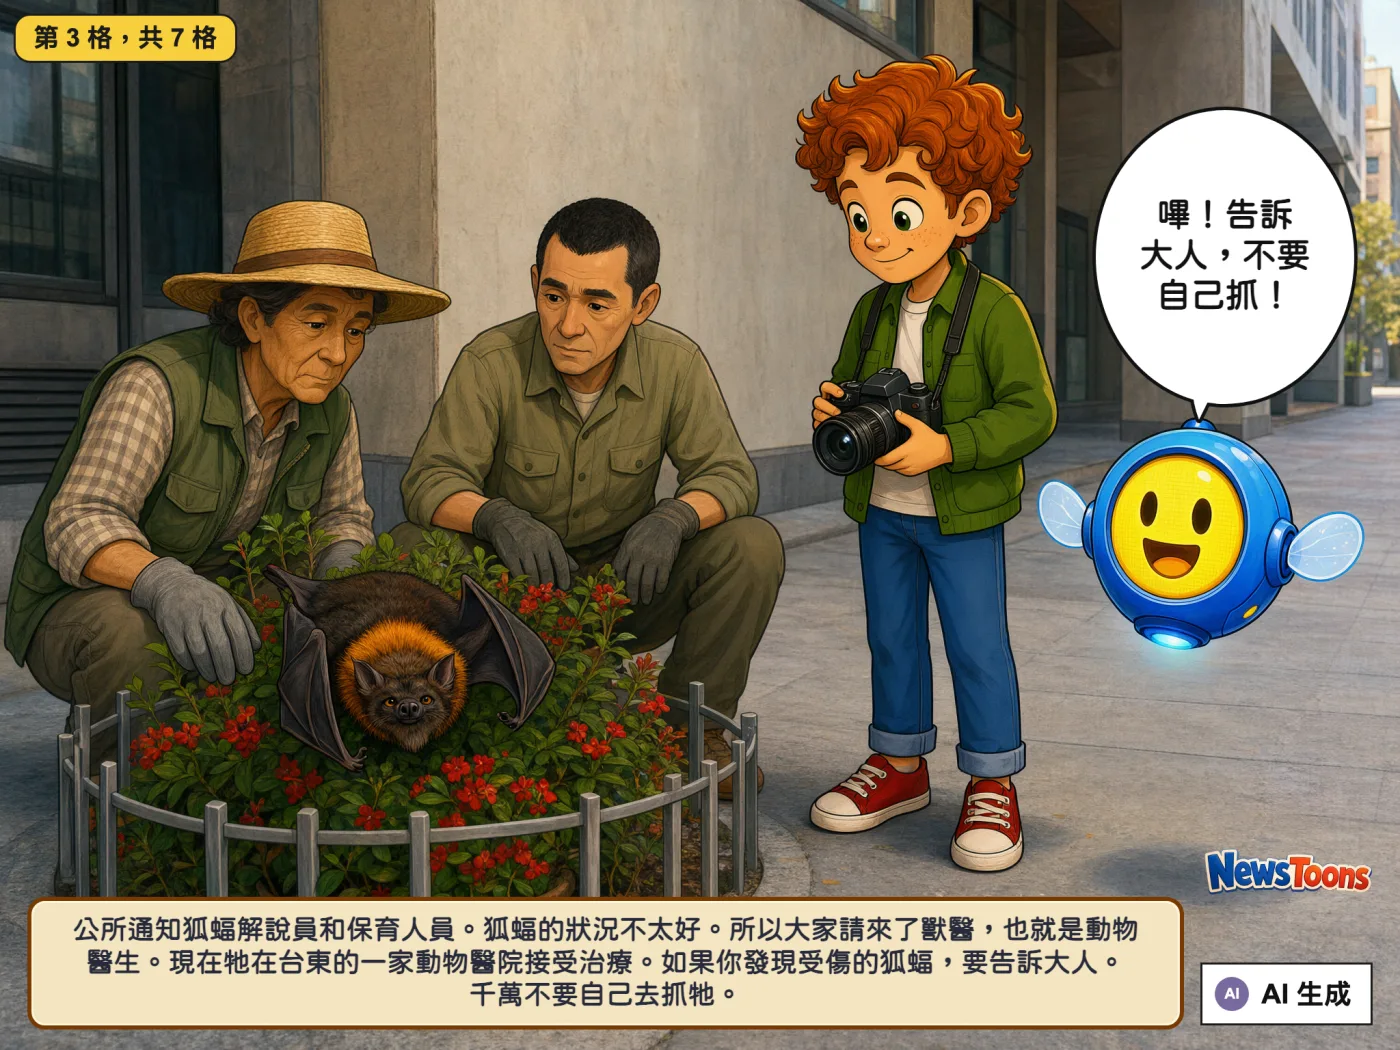 第 3 格，共 7 格
嗶！告訴
大人，不要
自己抓！
NEWSTOONS
公所通知狐蝠解說員和保育人員。狐蝠的狀況不太好。所以大家請來了獸醫，也就是動物
醫生。現在牠在台東的一家動物醫院接受治療。如果你發現受傷的狐蝠，要告訴大人。
千萬不要自己去抓牠。
AI AI 生成